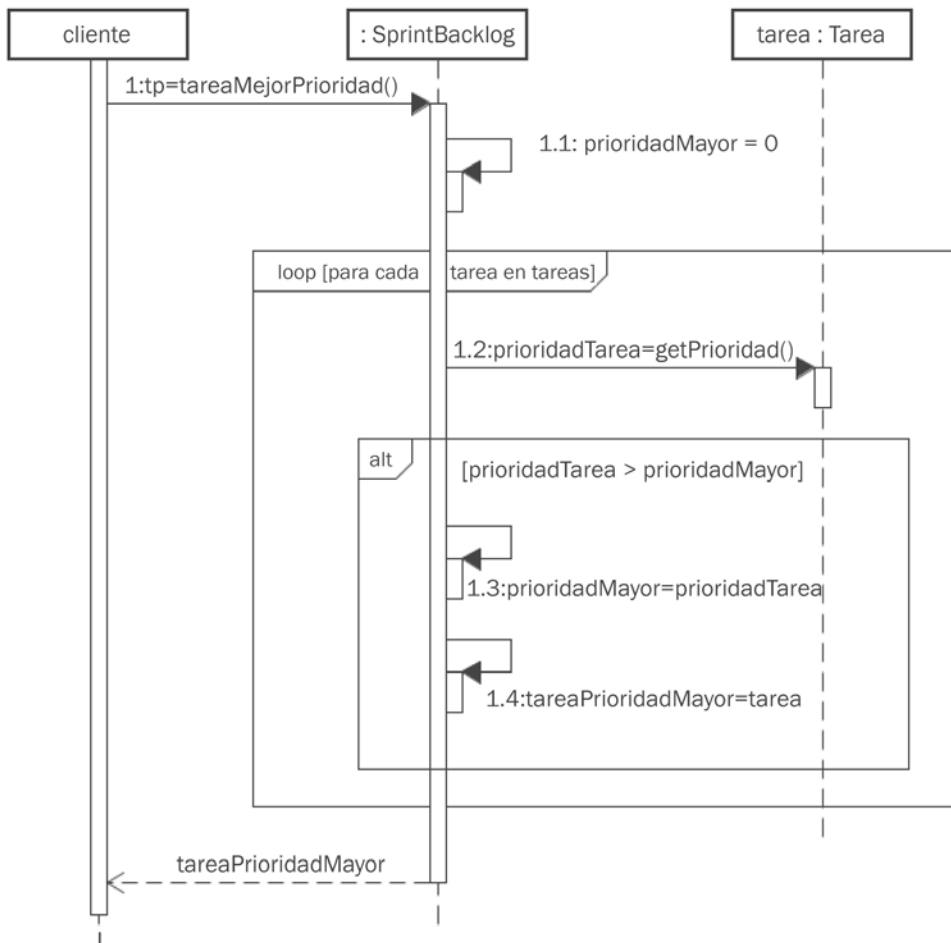 cliente
: SprintBacklog
tarea : Tarea
1:tp=tareaMejorPrioridad()
1.1: prioridadMayor = 0
loop [para cada tarea en tareas]
1.2:prioridadTarea=getPrioridad()
alt
[prioridadTarea > prioridadMayor]
1.3:prioridadMayor=prioridadTarea
1.4:tareaPrioridadMayor=tarea
tareaPrioridadMayor